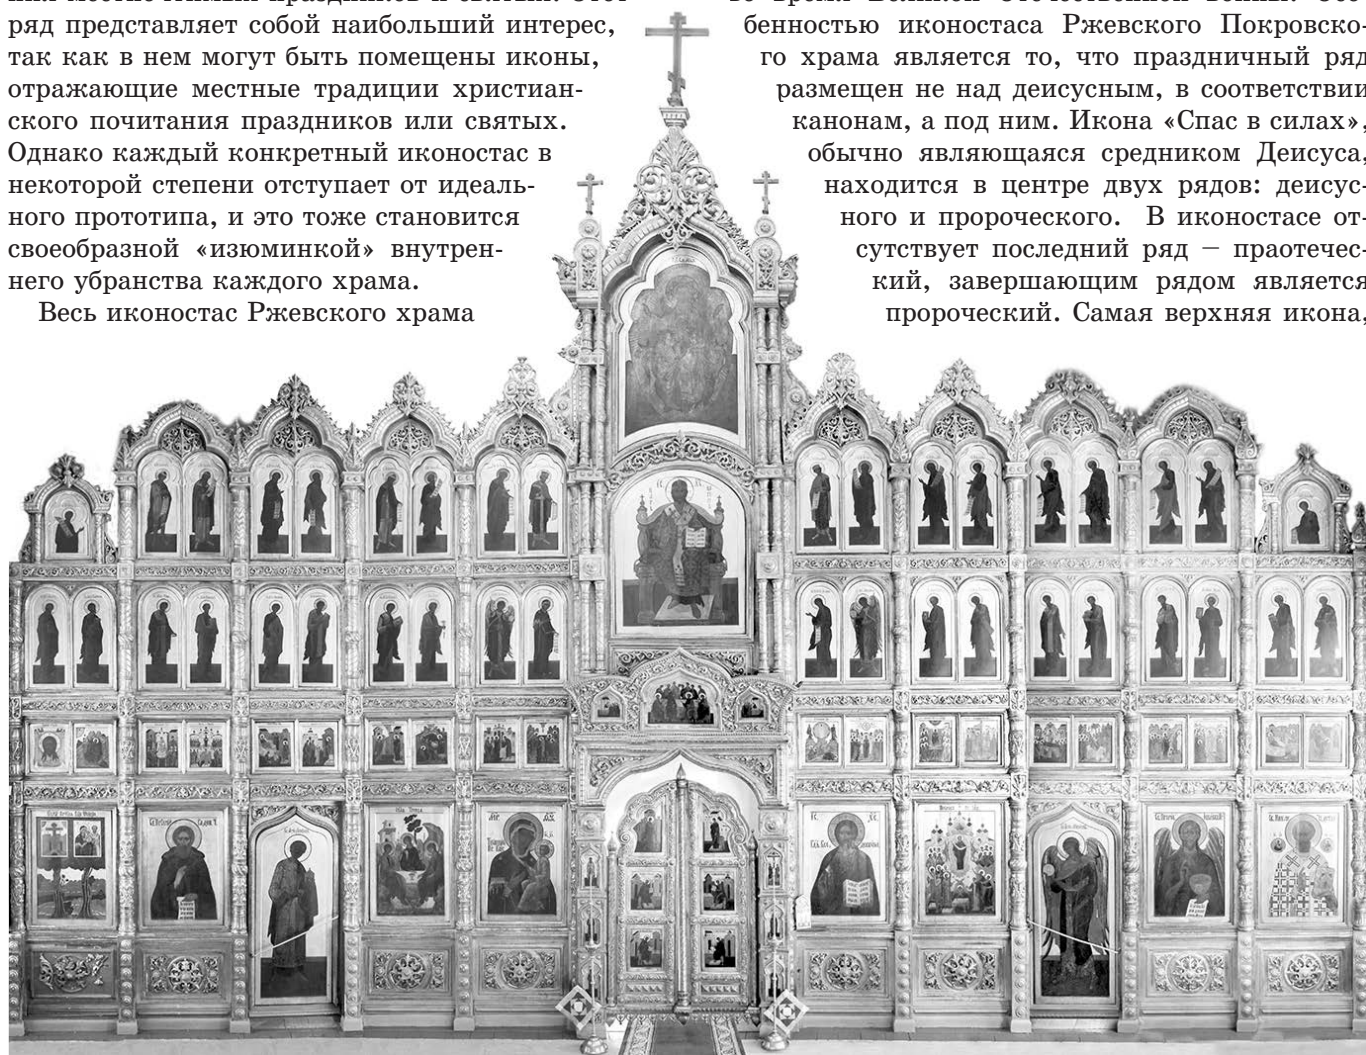 ряд представляет собой наибольший интерес,
так как в нем могут быть помещены иконы,
отражающие местные традиции христиан-
ского почитания праздников или святых.
Однако каждый конкретный иконостас в
некоторой степени отступает от идеаль-
ного прототипа, и это тоже становится
своеобразной «изюминкой» внутрен-
него убранства каждого храма.
Весь иконостас Ржевского храма
бенностью иконостаса Ржевского Покровско-
го храма является то, что праздничный ряд
размещен не над деисусным, в соответствии
канонам, а под ним. Икона «Спас в силах»,
обычно являющаяся средником Деисуса,
находится в центре двух рядов: деисус-
ного и пророческого. В иконостасе от-
сутствует последний ряд – праотечес-
кий, завершающим рядом является
пророческий. Самая верхняя икона,